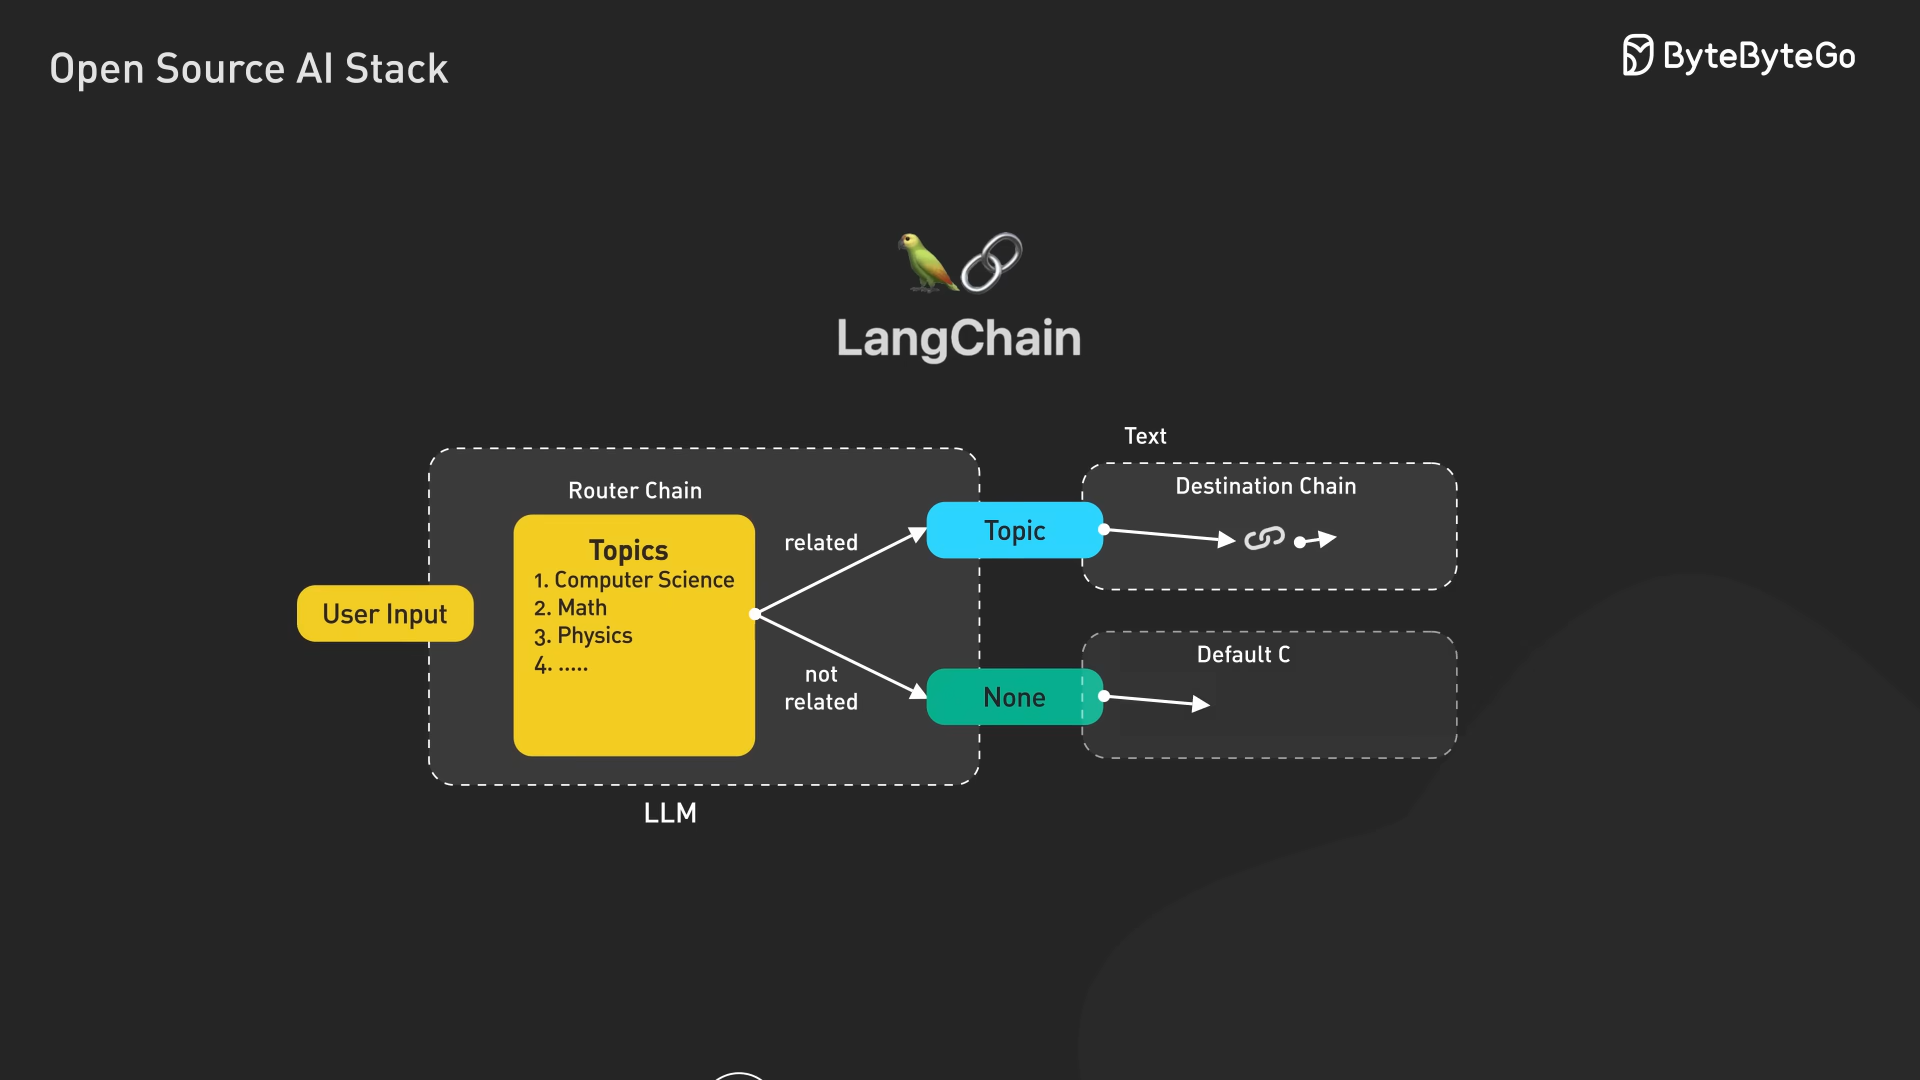 Open Source AI Stack
ByteByteGo
LangChain
Text
Router Chain
Destination Chain
Topics
1. Computer Science
2. Math
3. Physics
4. .....
User Input
related
not
related
Topic
None
Default C
LLM